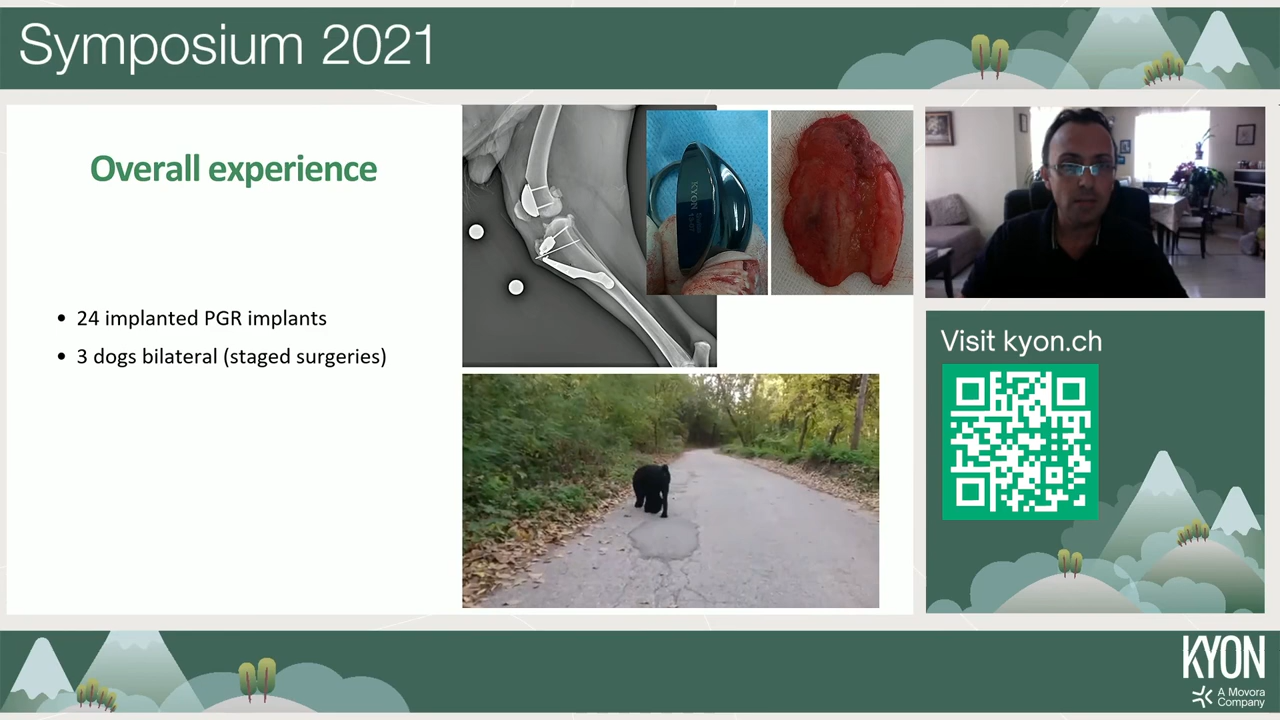 Symposium 2021
Overall experience
• 24 implanted PGR implants
• 3 dogs bilateral (staged surgeries)
KYON
Visit kyon.ch
KYON
A Movora
Company